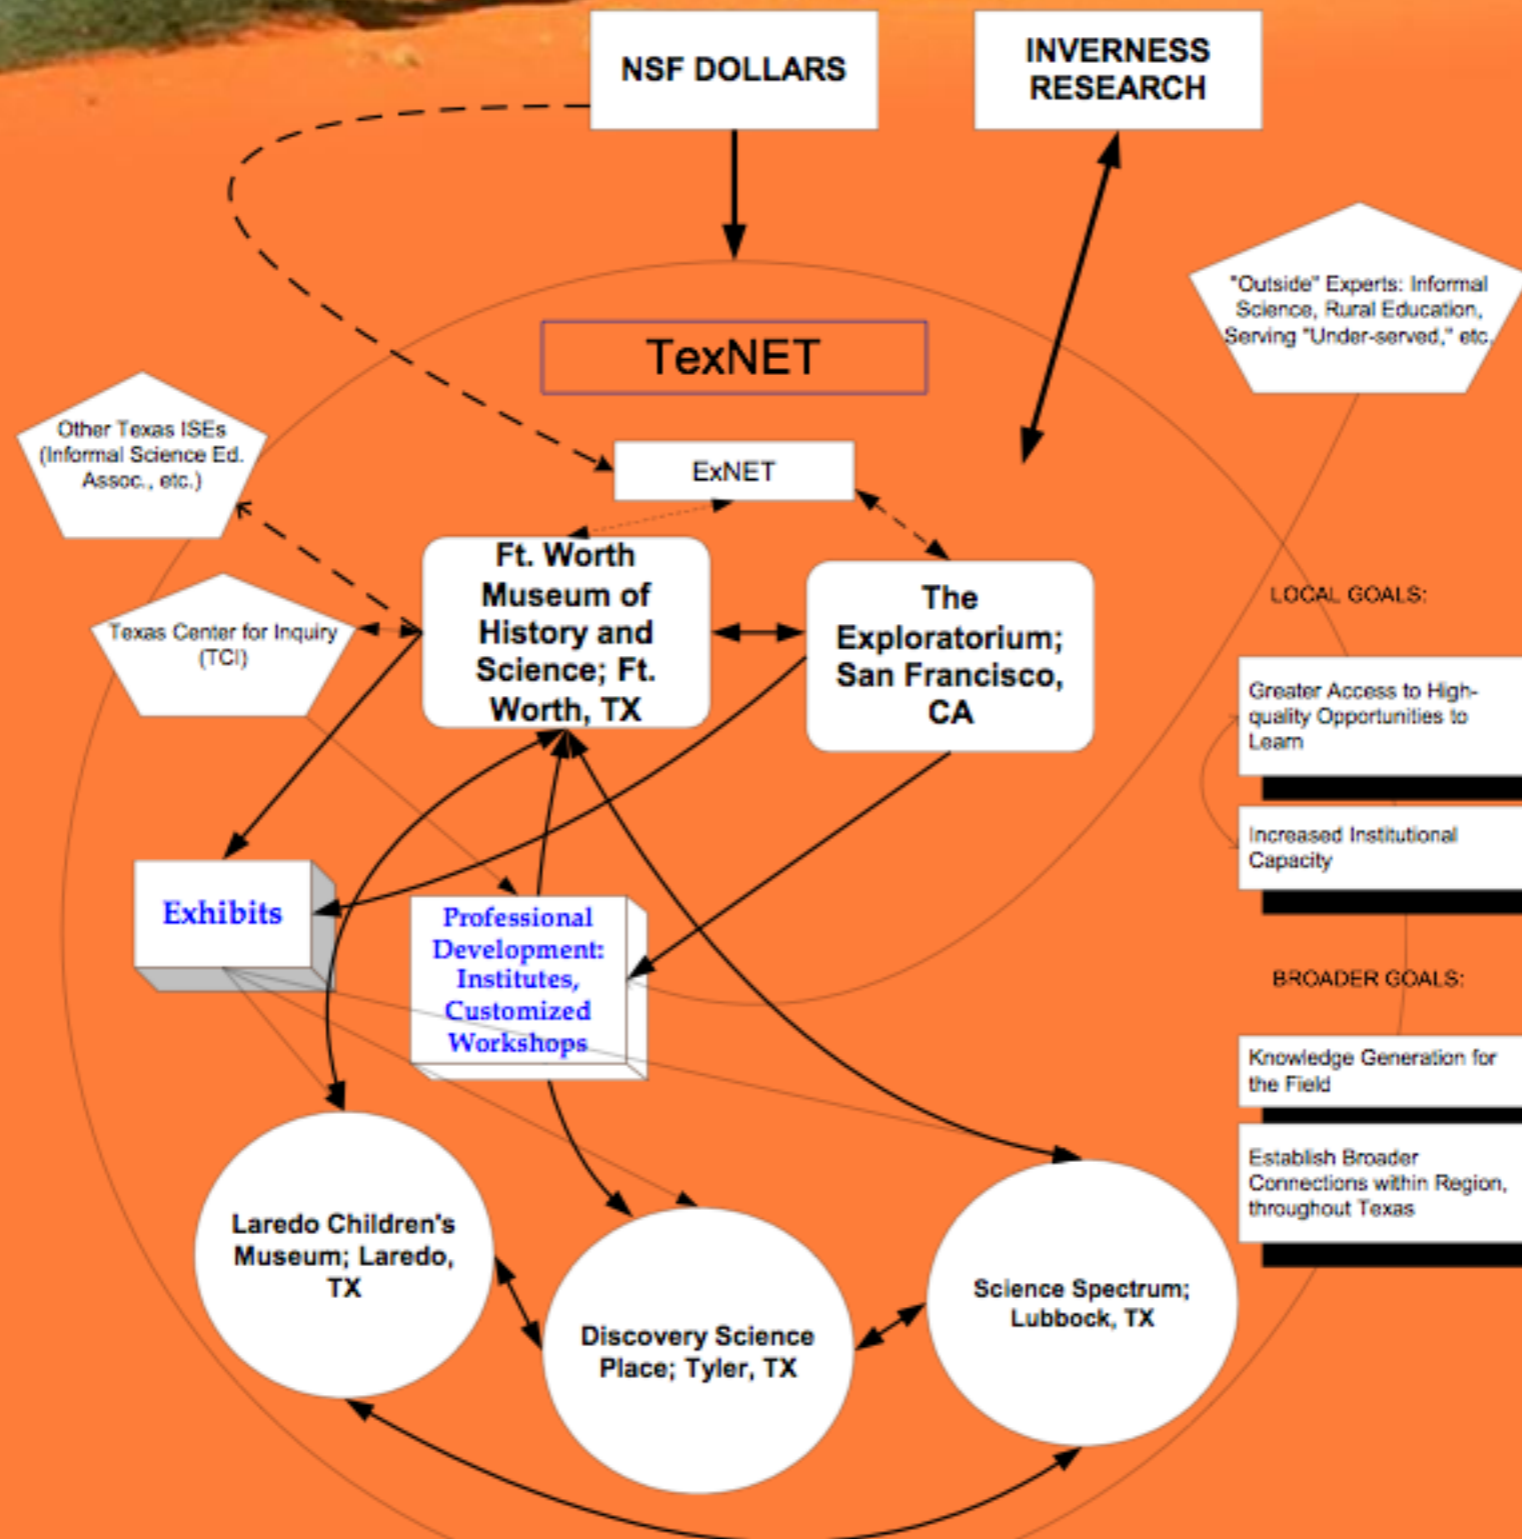 NSF DOLLARS
INVERNESS
RESEARCH
"Outside" Experts: Informal
Science, Rural Education,
Serving "Under-served," etc.
TexNET
Other Texas ISEs
(Informal Science Ed.
Assoc., etc.)
ExNET
Ft. Worth
Museum of
History and
Science; Ft.
Worth, TX
The
Exploratorium;
San Francisco,
CA
Texas Center for Inquiry
(TCI)
LOCAL GOALS:
Greater Access to High-
quality Opportunities to
Learn
Increased Institutional
Capacity
Exhibits
Professional
Development:
Institutes,
Customized
Workshops
BROADER GOALS:
Knowledge Generation for
the Field
Establish Broader
Connections within Region,
throughout Texas
Laredo Children's
Museum; Laredo,
TX
Discovery Science
Place; Tyler, TX
Science Spectrum;
Lubbock, TX